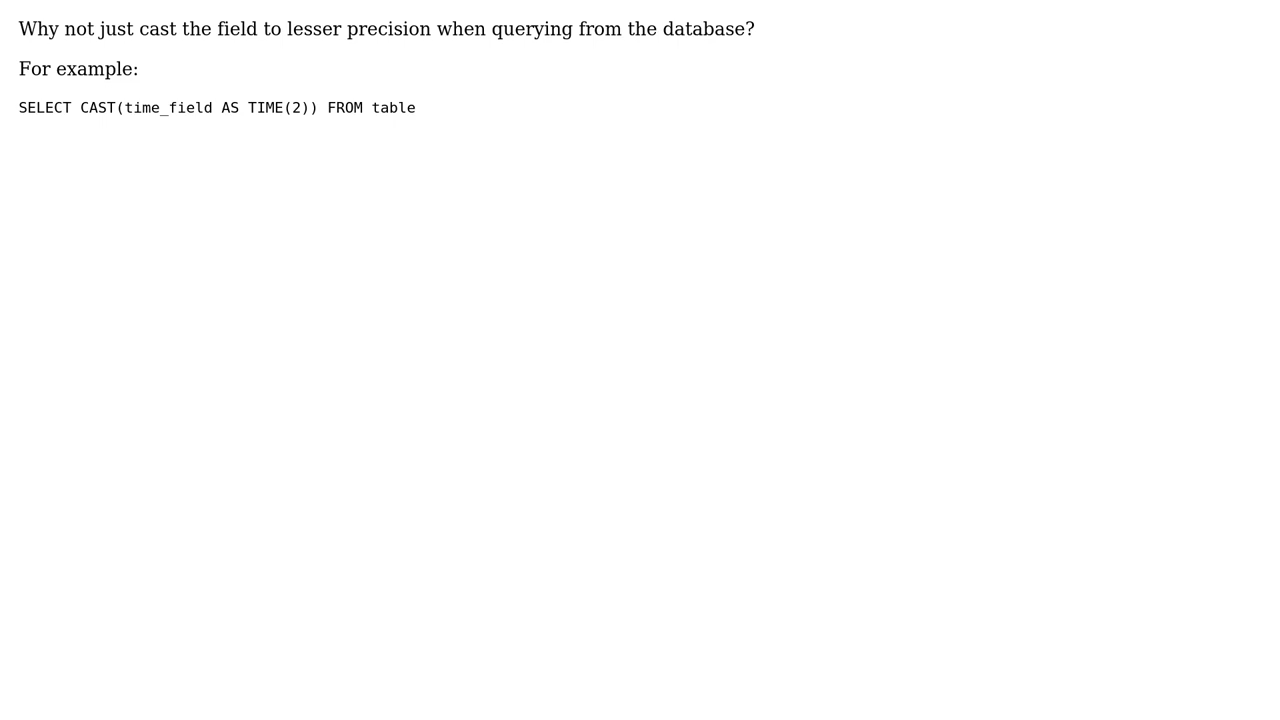 Why not just cast the field to lesser precision when querying from the database?
For example:
SELECT CAST(time_field AS TIME(2)) FROM table